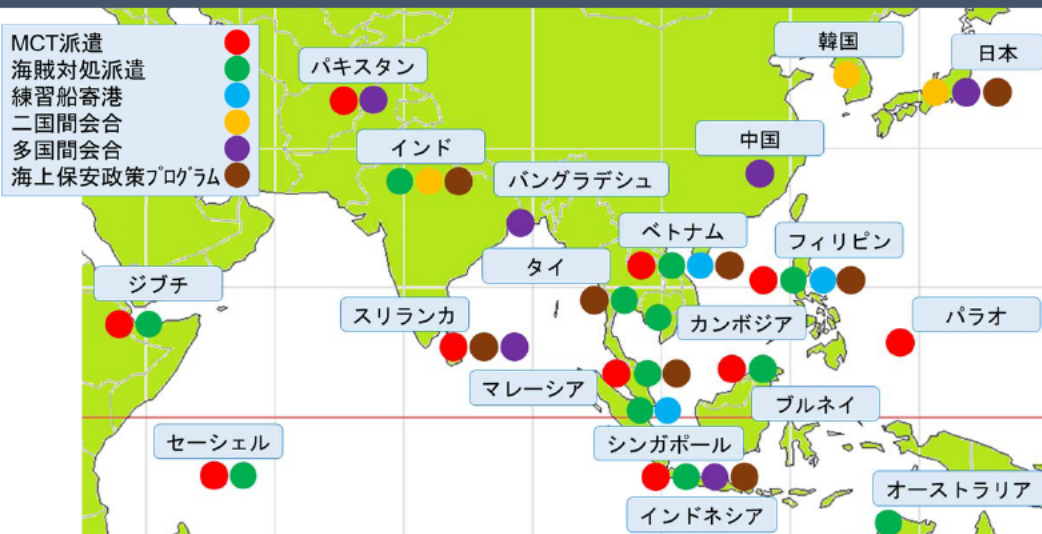 MCT派遣
海賊対処派遣
練習船寄港
二国間会合
多国間会合
海上保安政策プログラム
韓国
日本
パキスタン
中国
インド
バングラデシュ
ベトナム
フィリピン
タイ
ジブチ
スリランカ
カンボジア
パラオ
マレーシア
ブルネイ
セーシェル
シンガポール
オーストラリア
インドネシア